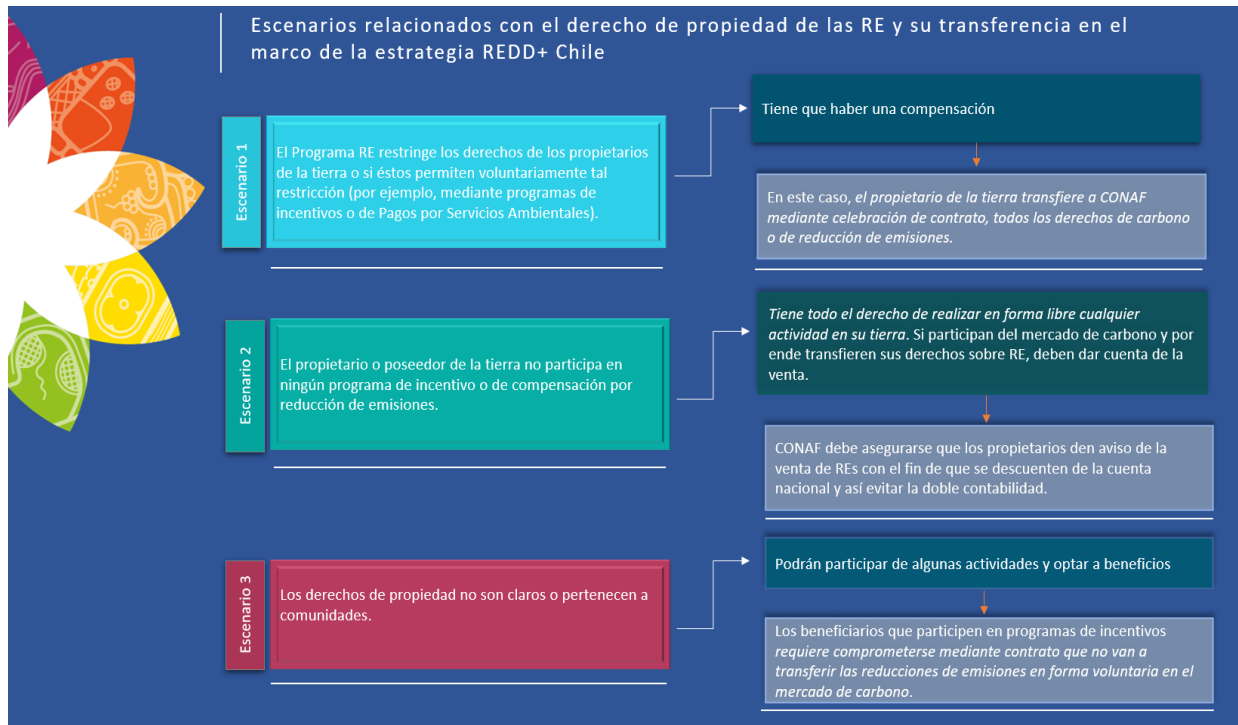 Escenarios relacionados con el derecho de propiedad de las RE y su transferencia en el
marco de la estrategia REDD+ Chile
Escenario 1
El Programa RE restringe los derechos de los propietarios
de la tierra o si éstos permiten voluntariamente tal
restricción (por ejemplo, mediante programas de
incentivos o de Pagos por Servicios Ambientales).
Tiene que haber una compensación
En este caso, el propietario de la tierra transfiere a CONAF
mediante celebración de contrato, todos los derechos de carbono
o de reducción de emisiones.
Escenario 2
El propietario o poseedor de la tierra no participa en
ningún programa de incentivo o de compensación por
reducción de emisiones.
Tiene todo el derecho de realizar en forma libre cualquier
actividad en su tierra. Si participan del mercado de carbono y por
ende transfieren sus derechos sobre RE, deben dar cuenta de la
venta.
CONAF debe asegurarse que los propietarios den aviso de la
venta de REs con el fin de que se descuenten de la cuenta
nacional y así evitar la doble contabilidad.
Escenario 3
Los derechos de propiedad no son claros o pertenecen a
comunidades.
Podrán participar de algunas actividades y optar a beneficios
Los beneficiarios que participen en programas de incentivos
requiere comprometerse mediante contrato que no van a
transferir las reducciones de emisiones en forma voluntaria en el
mercado de carbono.